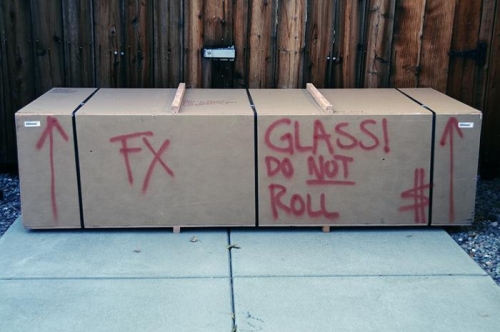 FX
GLASS!
DO NOT
ROLL
$